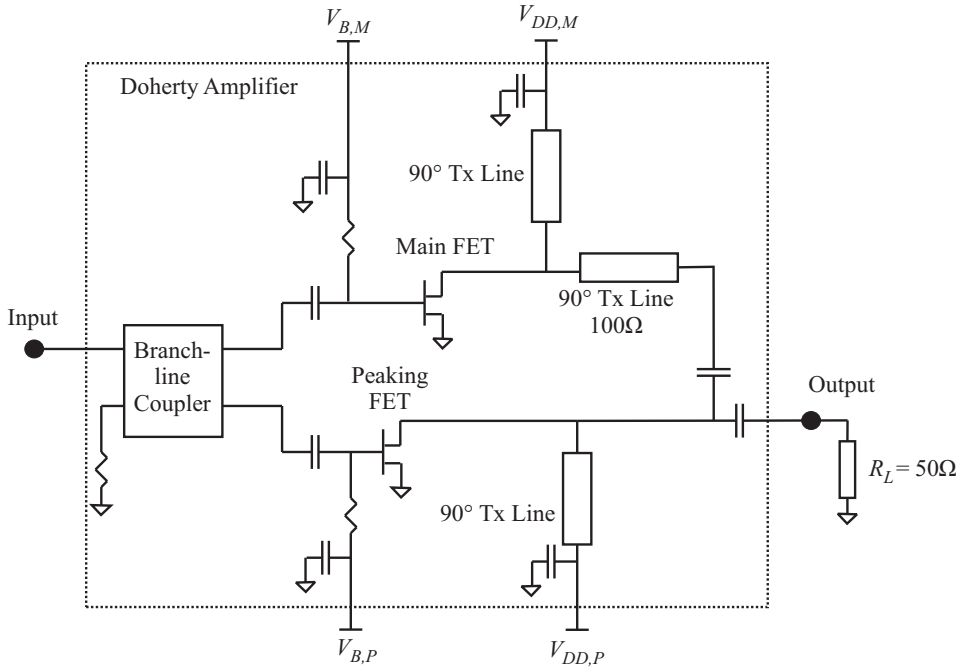 V_{B,M}
V_{DD,M}
Doherty Amplifier
90° Tx Line
Main FET
90° Tx Line
100Ω
Input
Branch-
line
Coupler
Peaking
FET
Output
R_L = 50Ω
90° Tx Line
V_{B,P}
V_{DD,P}